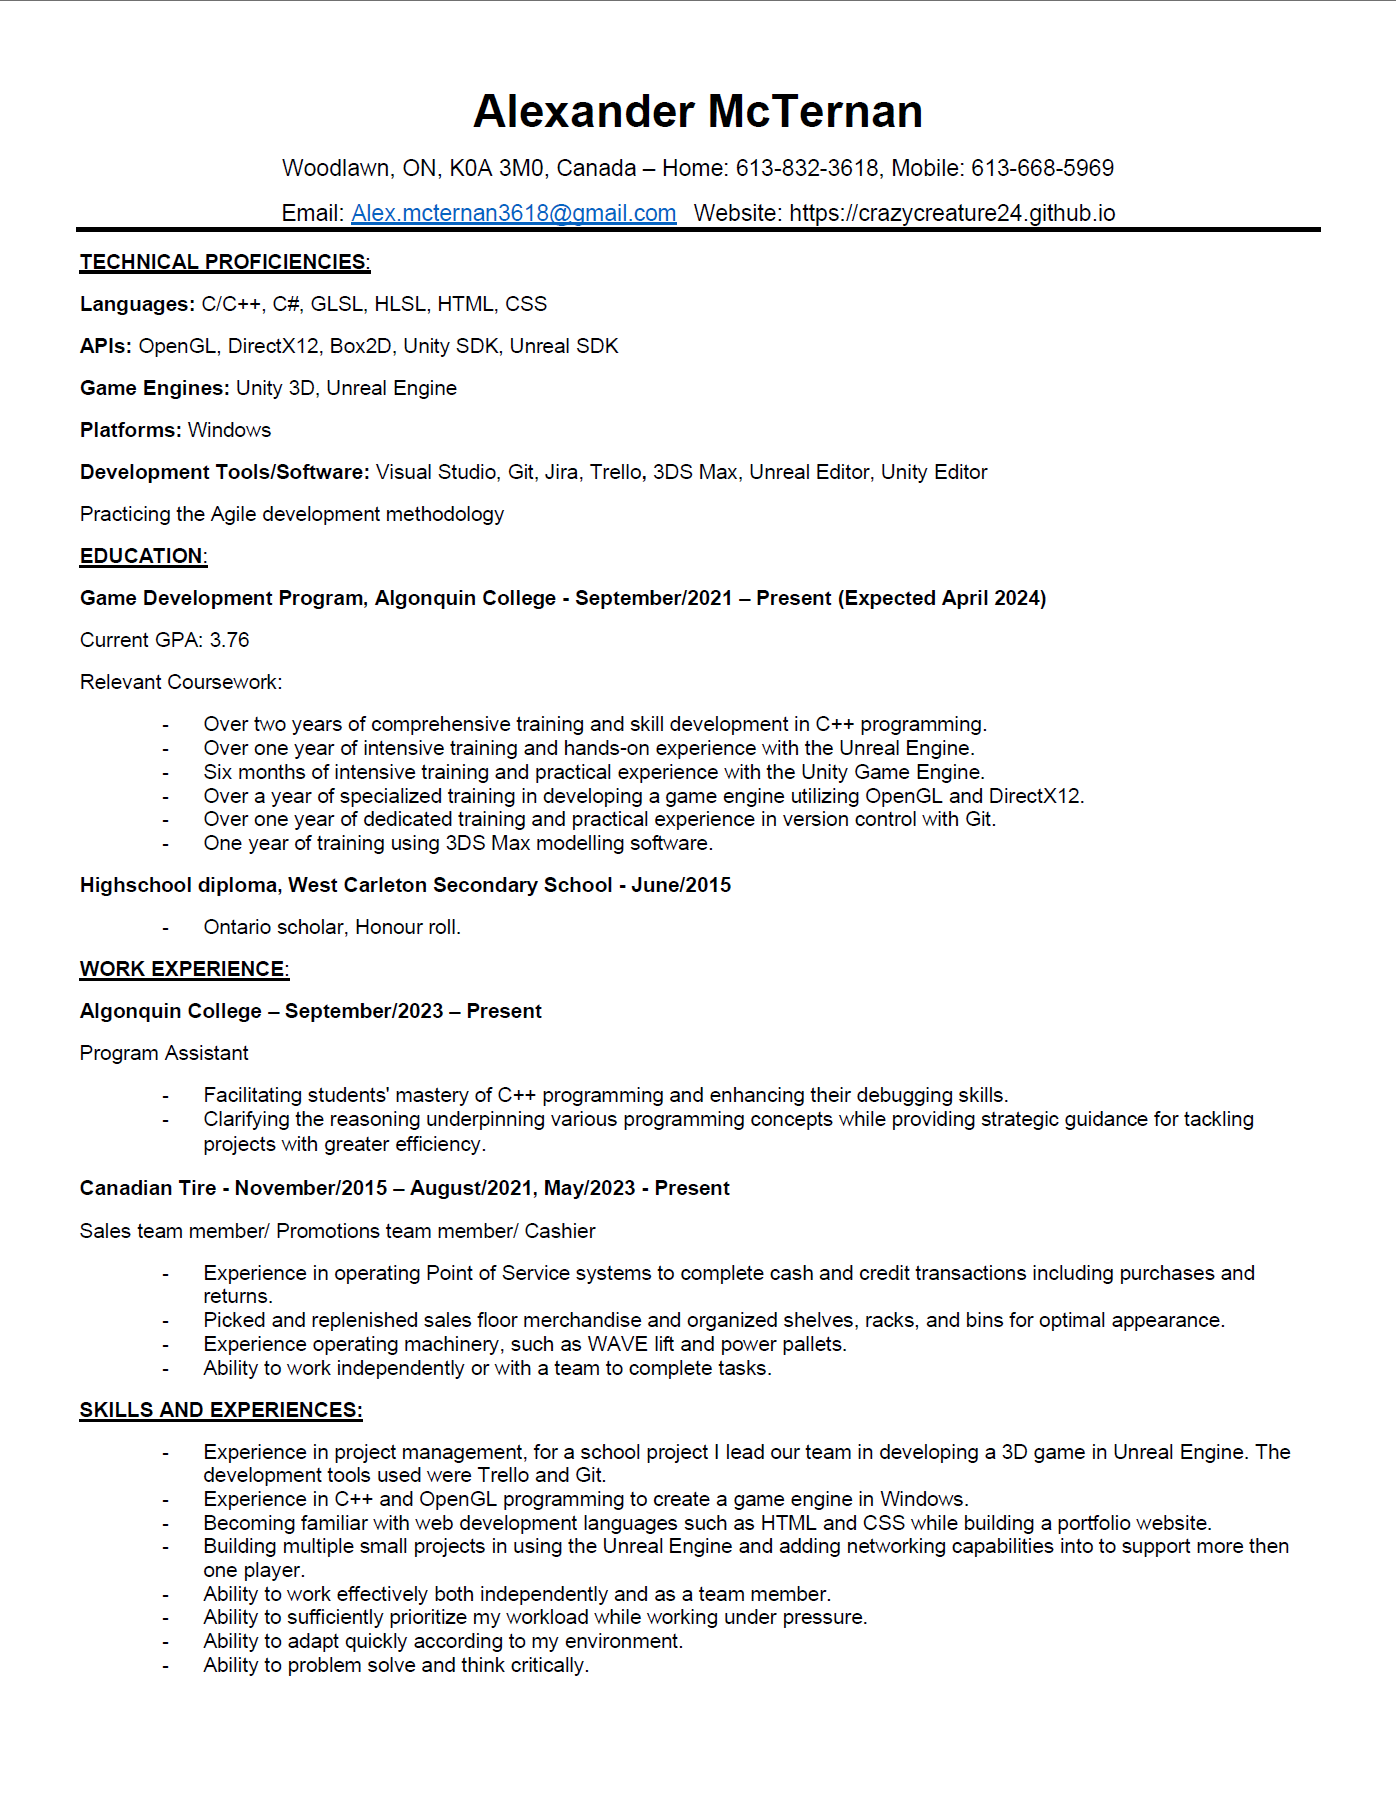 Alexander McTernan
Woodlawn, ON, K0A 3M0, Canada – Home: 613-832-3618, Mobile: 613-668-5969
Email: Alex.mcternan3618@gmail.com Website: https://crazycreature24.github.io
TECHNICAL PROFICIENCIES:
Languages: C/C++, C#, GLSL, HLSL, HTML, CSS
APIs: OpenGL, DirectX12, Box2D, Unity SDK, Unreal SDK
Game Engines: Unity 3D, Unreal Engine
Platforms: Windows
Development Tools/Software: Visual Studio, Git, Jira, Trello, 3DS Max, Unreal Editor, Unity Editor
Practicing the Agile development methodology
EDUCATION:
Game Development Program, Algonquin College - September/2021 – Present (Expected April 2024)
Current GPA: 3.76
Relevant Coursework:
- Over two years of comprehensive training and skill development in C++ programming.
- Over one year of intensive training and hands-on experience with the Unreal Engine.
- Six months of intensive training and practical experience with the Unity Game Engine.
- Over a year of specialized training in developing a game engine utilizing OpenGL and DirectX12.
- Over one year of dedicated training and practical experience in version control with Git.
- One year of training using 3DS Max modelling software.
Highschool diploma, West Carleton Secondary School - June/2015
- Ontario scholar, Honour roll.
WORK EXPERIENCE:
Algonquin College – September/2023 – Present
Program Assistant
- Facilitating students' mastery of C++ programming and enhancing their debugging skills.
- Clarifying the reasoning underpinning various programming concepts while providing strategic guidance for tackling
projects with greater efficiency.
Canadian Tire - November/2015 – August/2021, May/2023 - Present
Sales team member/ Promotions team member/ Cashier
- Experience in operating Point of Service systems to complete cash and credit transactions including purchases and
returns.
- Picked and replenished sales floor merchandise and organized shelves, racks, and bins for optimal appearance.
- Experience operating machinery, such as WAVE lift and power pallets.
- Ability to work independently or with a team to complete tasks.
SKILLS AND EXPERIENCES:
- Experience in project management, for a school project I lead our team in developing a 3D game in Unreal Engine. The
development tools used were Trello and Git.
- Experience in C++ and OpenGL programming to create a game engine in Windows.
- Becoming familiar with web development languages such as HTML and CSS while building a portfolio website.
- Building multiple small projects in using the Unreal Engine and adding networking capabilities into to support more then
one player.
- Ability to work effectively both independently and as a team member.
- Ability to sufficiently prioritize my workload while working under pressure.
- Ability to adapt quickly according to my environment.
- Ability to problem solve and think critically.